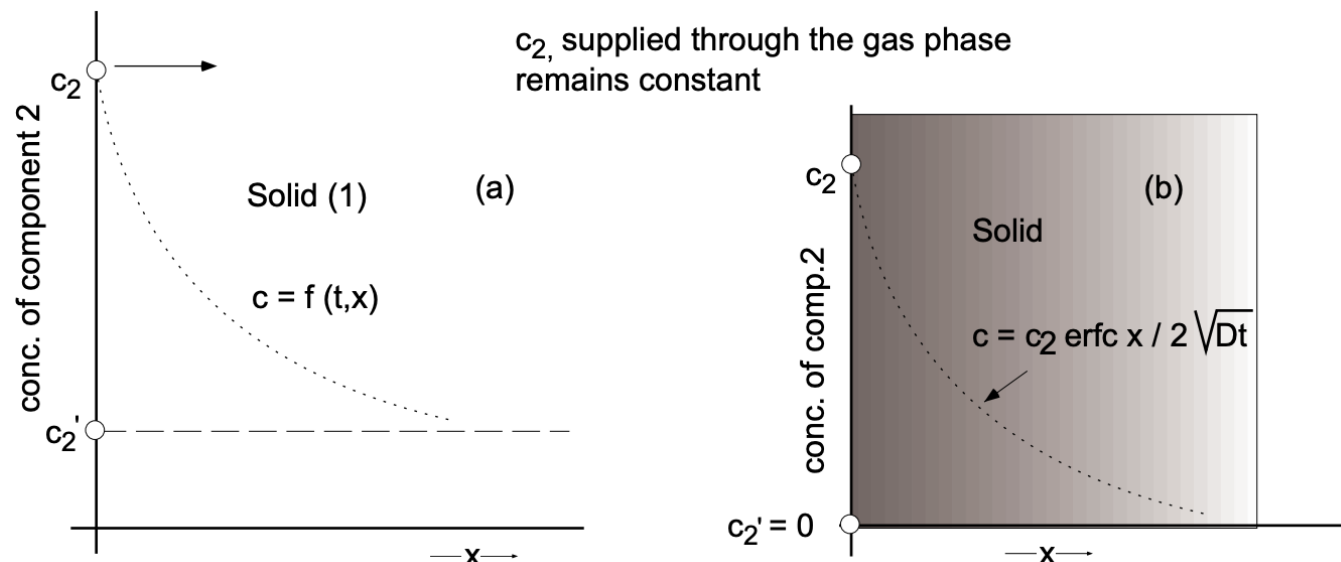 c2, supplied through the gas phase
remains constant
c2
conc. of component 2
Solid (1)
(a)
c = f (t,x)
c2'
x
c2
(b)
Solid
conc. of comp.2
c = c2 erfc x / 2 √Dt
c2' = 0
x